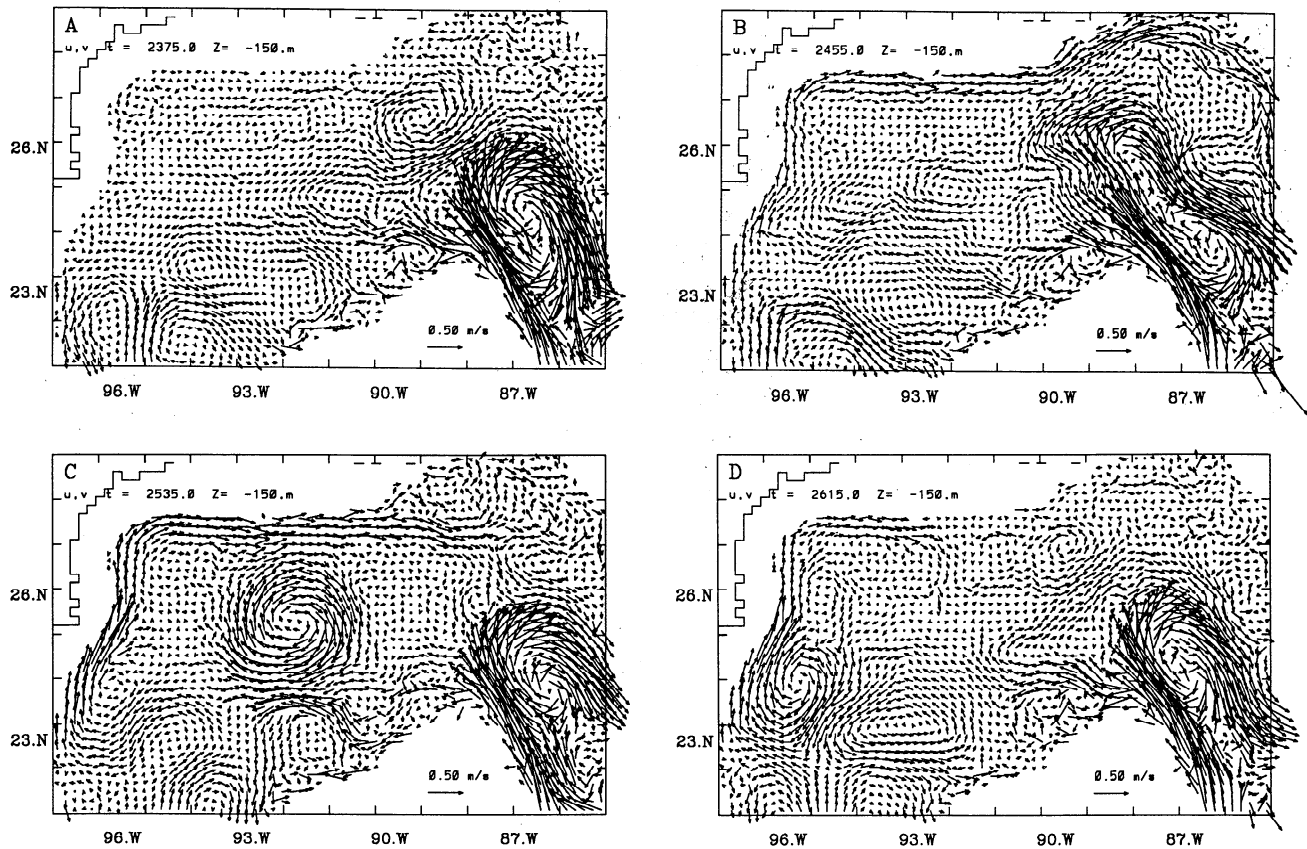 A
u,v t = 2375.0 Z= -150.m
26.N
23.N
0.50 m/s
96.W 93.W 90.W 87.W
B
u,v t = 2455.0 Z= -150.m
26.N
23.N
0.50 m/s
96.W 93.W 90.W 87.W
C
u,v t = 2535.0 Z= -150.m
26.N
23.N
0.50 m/s
96.W 93.W 90.W 87.W
D
u,v t = 2615.0 Z= -150.m
26.N
23.N
0.50 m/s
96.W 93.W 90.W 87.W